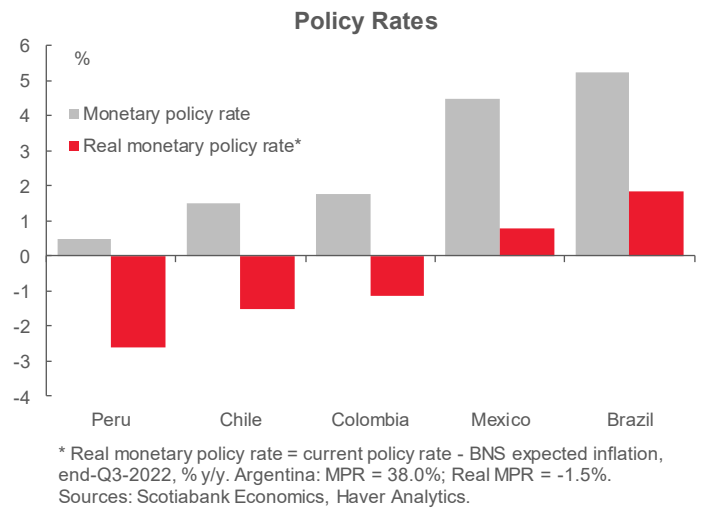 Policy Rates
6
%
5
Monetary policy rate
4
Real monetary policy rate*
3
2
1
0
-1
-2
-3
-4
Peru Chile Colombia Mexico Brazil
* Real monetary policy rate = current policy rate - BNS expected inflation,
end-Q3-2022, % y/y. Argentina: MPR = 38.0%; Real MPR = -1.5%.
Sources: Scotiabank Economics, Haver Analytics.